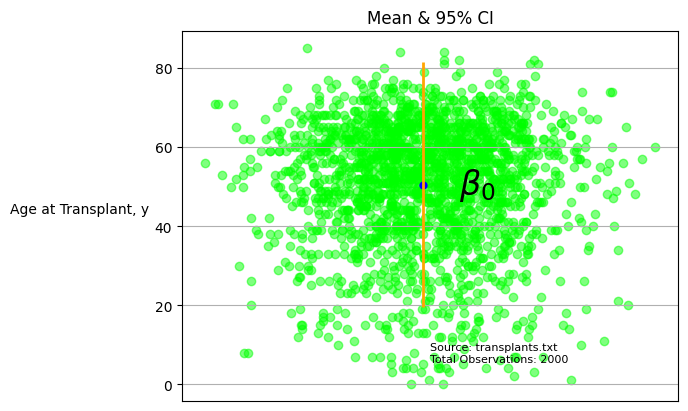 Mean & 95% CI
80
60
β₀
Age at Transplant, y
40
20
Source: transplants.txt
Total Observations: 2000
0